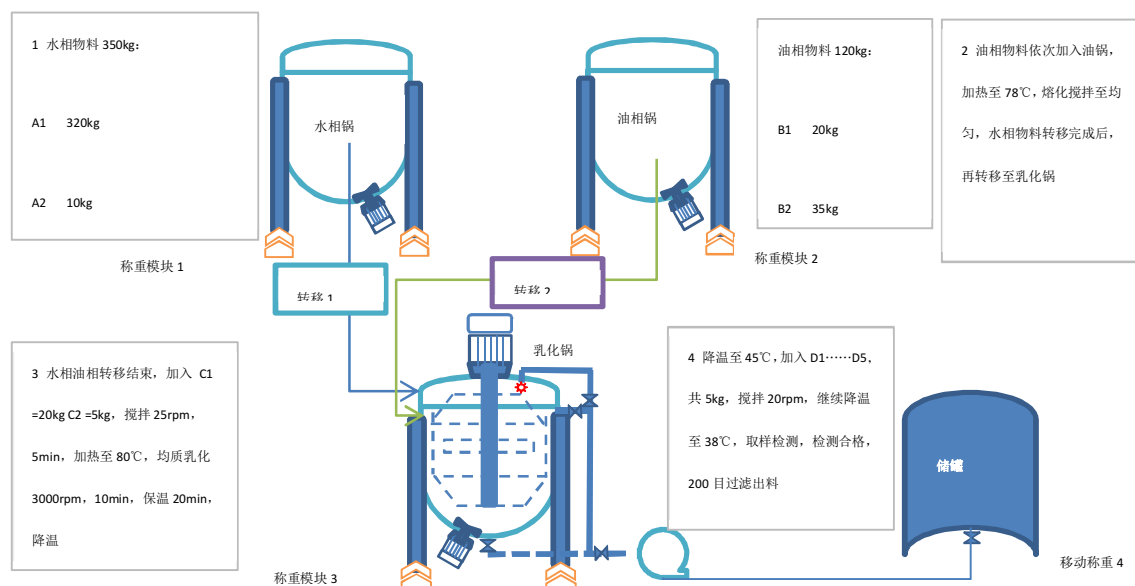 1 水相物料 350kg：
A1 320kg
A2 10kg
称重模块 1
水相锅
油相锅
油相物料 120kg：
B1 20kg
B2 35kg
称重模块 2
2 油相物料依次加入油锅，
加热至 78℃，熔化搅拌至均
匀，水相物料转移完成后，
再转移至乳化锅
转移 1
转移 2
3 水相油相转移结束，加入 C1
=20kg C2 =5kg，搅拌 25rpm，
5min，加热至 80℃，均质乳化
3000rpm，10min，保温 20min，
降温
称重模块 3
乳化锅
4 降温至 45℃，加入 D1……D5，
共 5kg，搅拌 20rpm，继续降温
至 38℃，取样检测，检测合格，
200 目过滤出料
储罐
移动称重 4